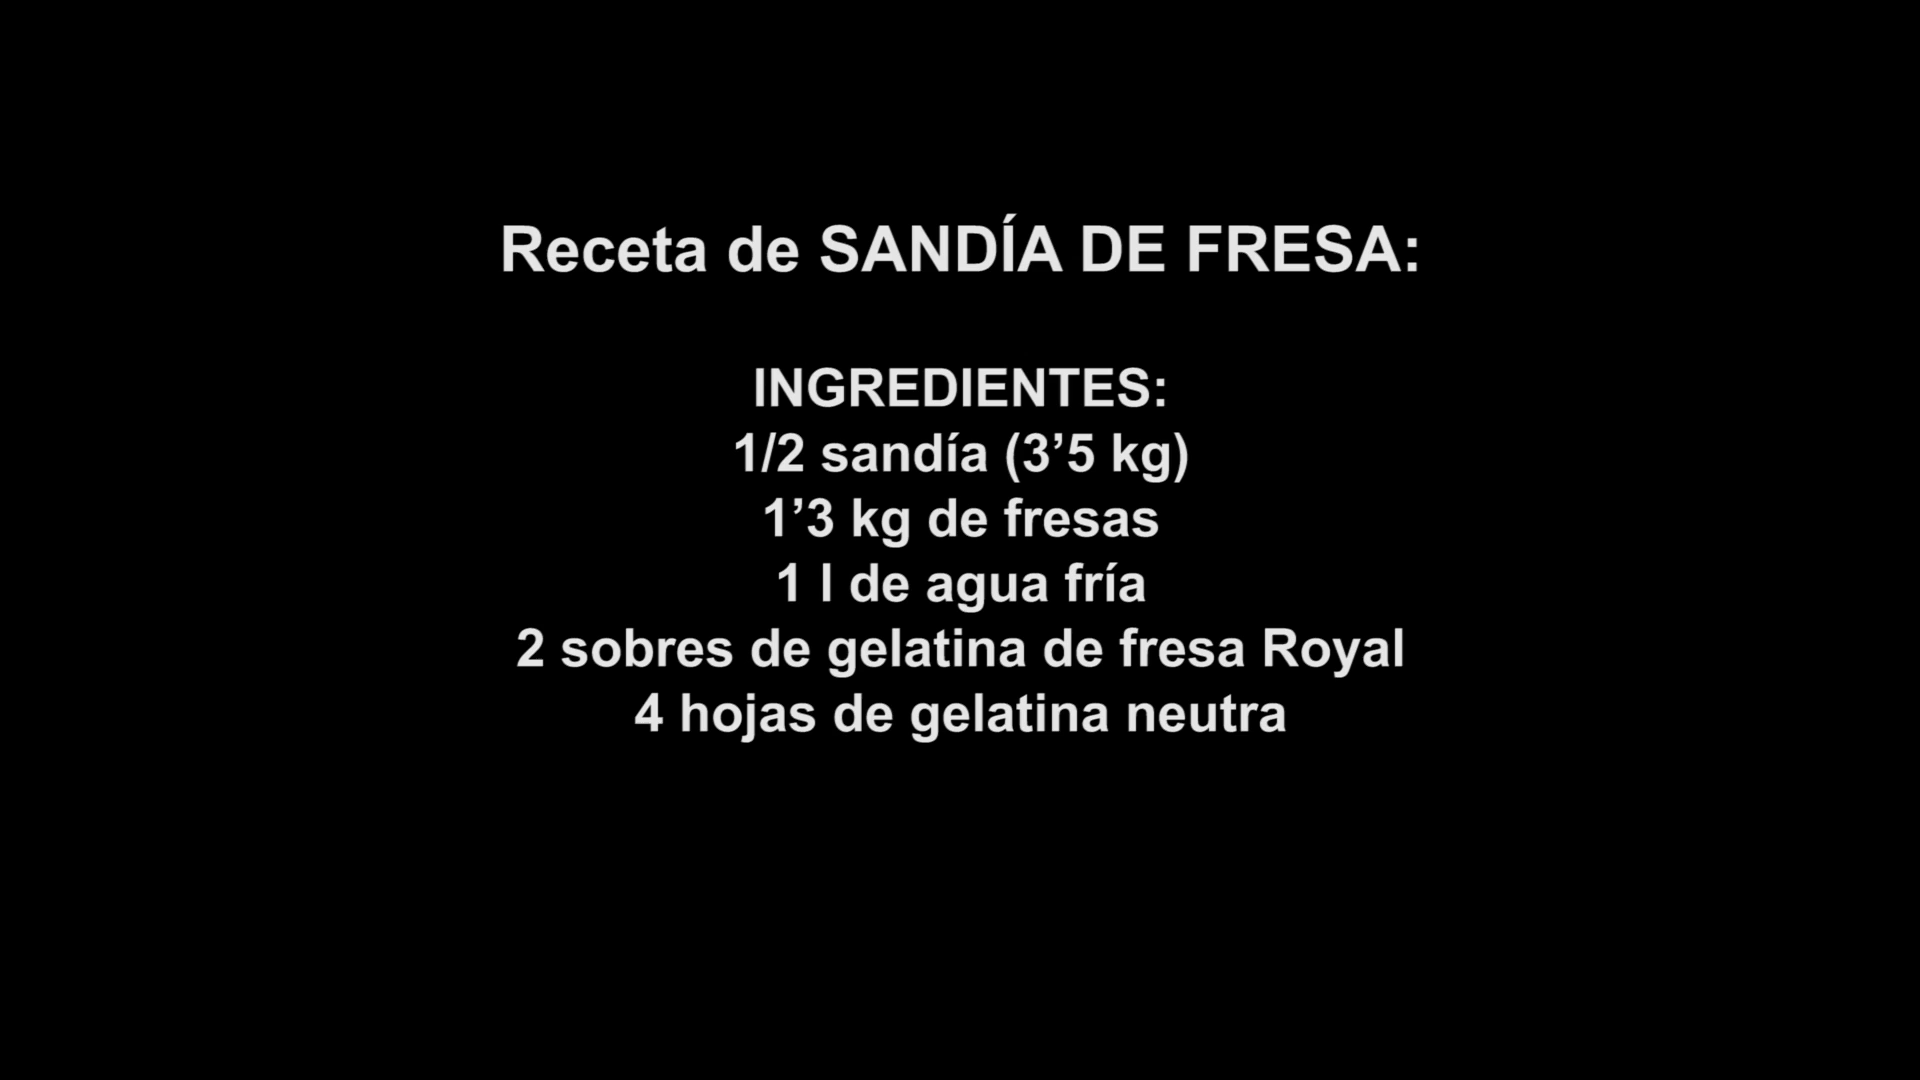 Receta de SANDÍA DE FRESA:
INGREDIENTES:
1/2 sandía (3’5 kg)
1’3 kg de fresas
1 l de agua fría
2 sobres de gelatina de fresa Royal
4 hojas de gelatina neutra